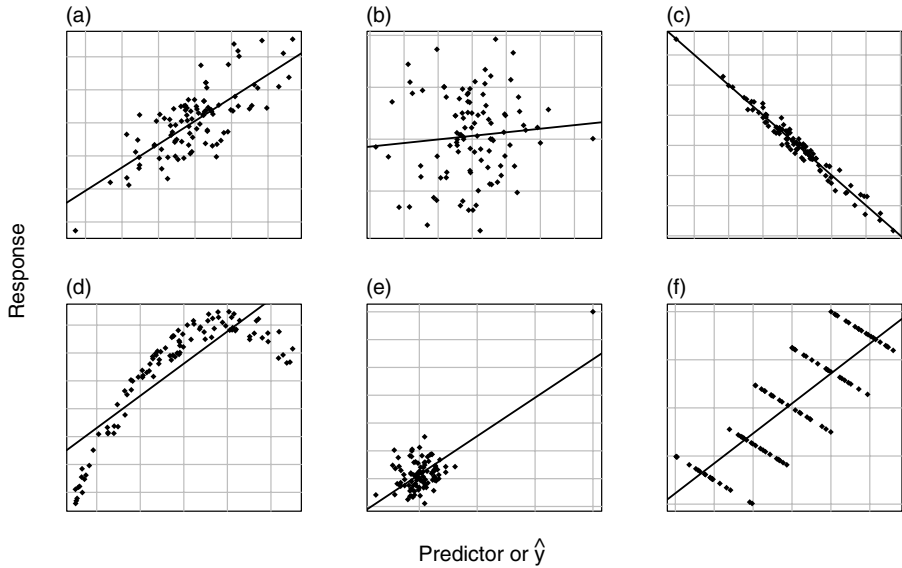 (a)
(b)
(c)
Response
(d)
(e)
(f)
Predictor or ŷ